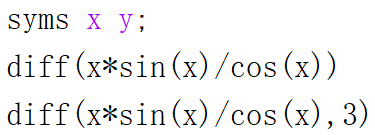 syms x y;
diff(x*sin(x)/cos(x))
diff(x*sin(x)/cos(x),3)